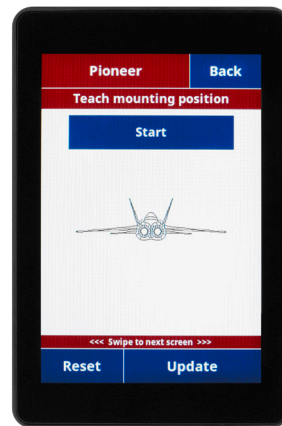 Pioneer Back
Teach mounting position
Start
<<< Swipe to next screen >>>
Reset Update